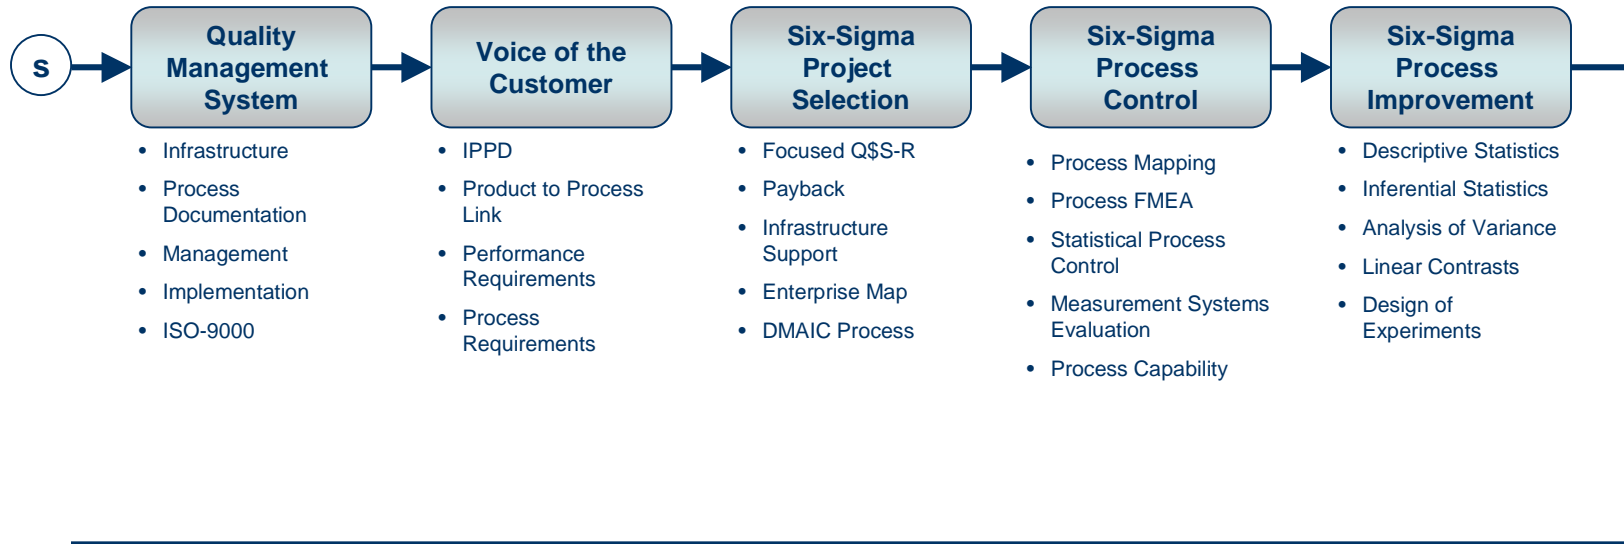 s
Quality
Management
System
• Infrastructure
• Process
Documentation
• Management
• Implementation
• ISO-9000
Voice of the
Customer
• IPPD
• Product to Process
Link
• Performance
Requirements
• Process
Requirements
Six-Sigma
Project
Selection
• Focused Q$S-R
• Payback
• Infrastructure
Support
• Enterprise Map
• DMAIC Process
Six-Sigma
Process
Control
• Process Mapping
• Process FMEA
• Statistical Process
Control
• Measurement Systems
Evaluation
• Process Capability
Six-Sigma
Process
Improvement
• Descriptive Statistics
• Inferential Statistics
• Analysis of Variance
• Linear Contrasts
• Design of
Experiments